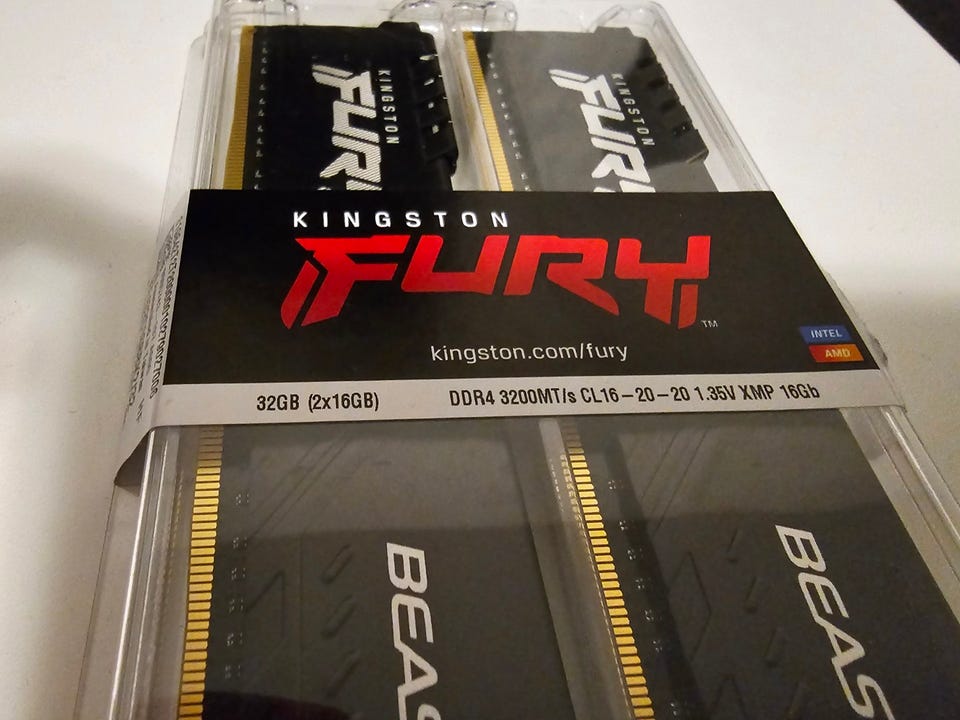 KINGSTON
FURY
KINGSTON
FURY
KINGSTON
FURY
TM
kingston.com/fury
INTEL
AMD
32GB (2x16GB)
DDR4 3200MT/s CL16-20-20 1.35V XMP 16Gb
BEAS
BEAS